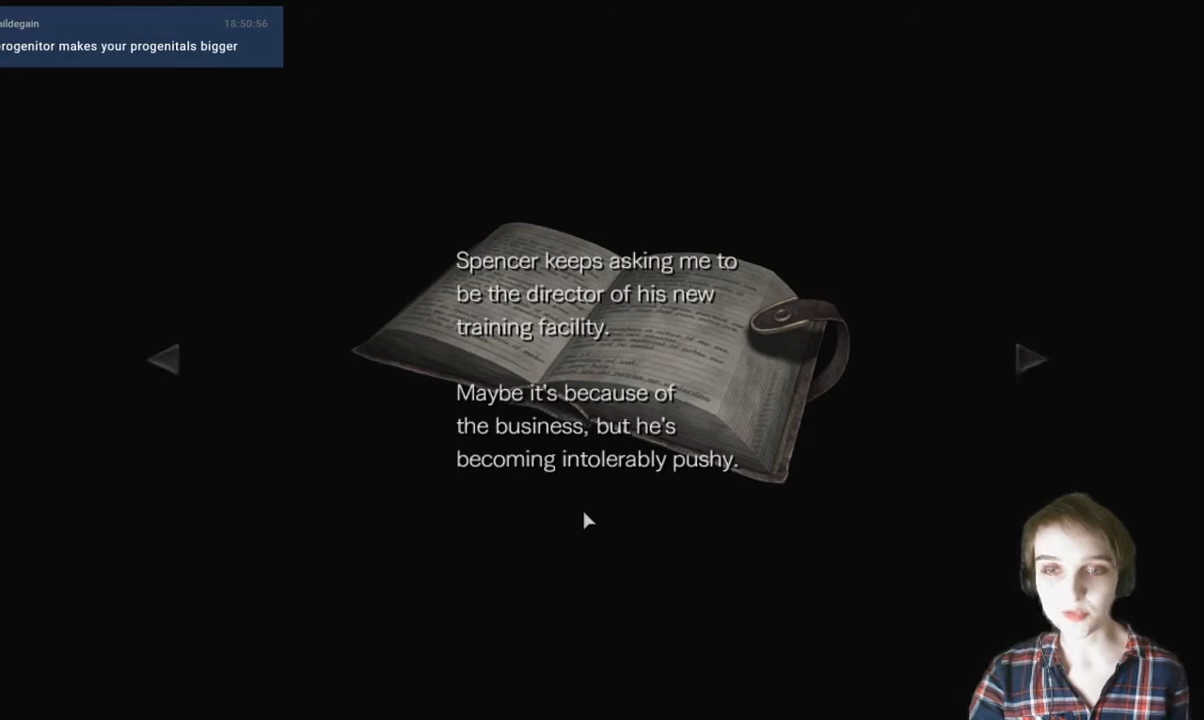 ildegain 18:50:56
rogenitor makes your progenitals bigger
Spencer keeps asking me to
be the director of his new
training facility.
Maybe it's because of
the business, but he's
becoming intolerably pushy.